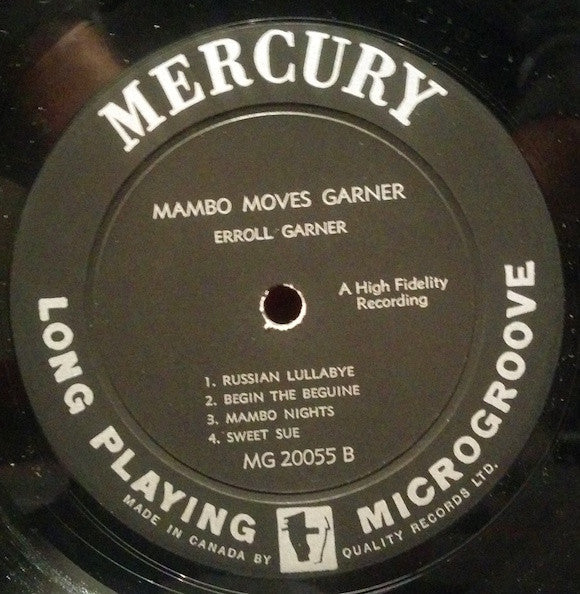 MERCURY
MAMBO MOVES GARNER
ERROLL GARNER
A High Fidelity
Recording
1. RUSSIAN LULLABYE
2. BEGIN THE BEGUINE
3. MAMBO NIGHTS
4. SWEET SUE
MG 20055 B
LONG PLAYING MICROGROOVE
MADE IN CANADA BY QUALITY RECORDS LTD.